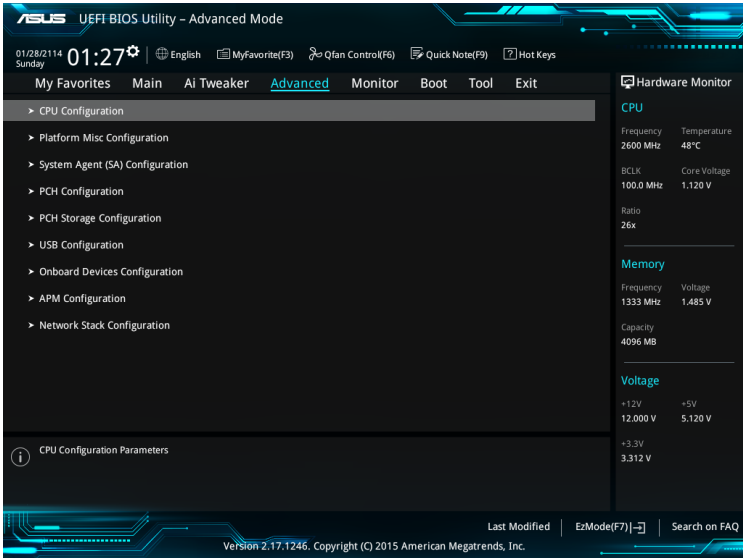 ASUS UEFI BIOS Utility – Advanced Mode
01/28/2114 Sunday 01:27 English MyFavorite(F3) Qfan Control(F6) Quick Note(F9) ? Hot Keys
My Favorites Main Ai Tweaker Advanced Monitor Boot Tool Exit
Hardware Monitor
> CPU Configuration
> Platform Misc Configuration
> System Agent (SA) Configuration
> PCH Configuration
> PCH Storage Configuration
> USB Configuration
> Onboard Devices Configuration
> APM Configuration
> Network Stack Configuration
CPU
Frequency Temperature
2600 MHz 48°C
BCLK Core Voltage
100.0 MHz 1.120 V
Ratio
26x
Memory
Frequency Voltage
1333 MHz 1.485 V
Capacity
4096 MB
Voltage
+12V +5V
12.000 V 5.120 V
+3.3V
3.312 V
i CPU Configuration Parameters
Last Modified EzMode(F7) Search on FAQ
Version 2.17.1246. Copyright (C) 2015 American Megatrends, Inc.